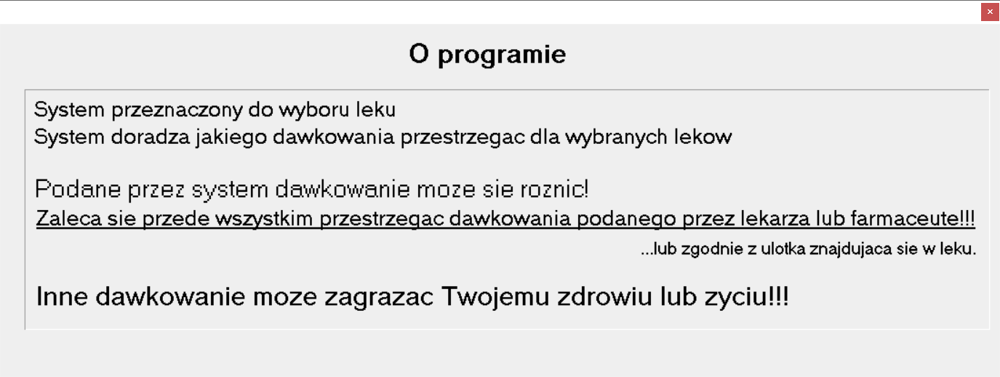 O programie
System przeznaczony do wyboru leku
System doradza jakiego dawkowania przestrzegac dla wybranych lekow
Podane przez system dawkowanie moze sie roznic!
Zaleca sie przede wszystkim przestrzegac dawkowania podanego przez lekarza lub farmaceute!!!
...lub zgodnie z ulotka znajdujaca sie w leku.
Inne dawkowanie moze zagrazac Twojemu zdrowiu lub zyciu!!!